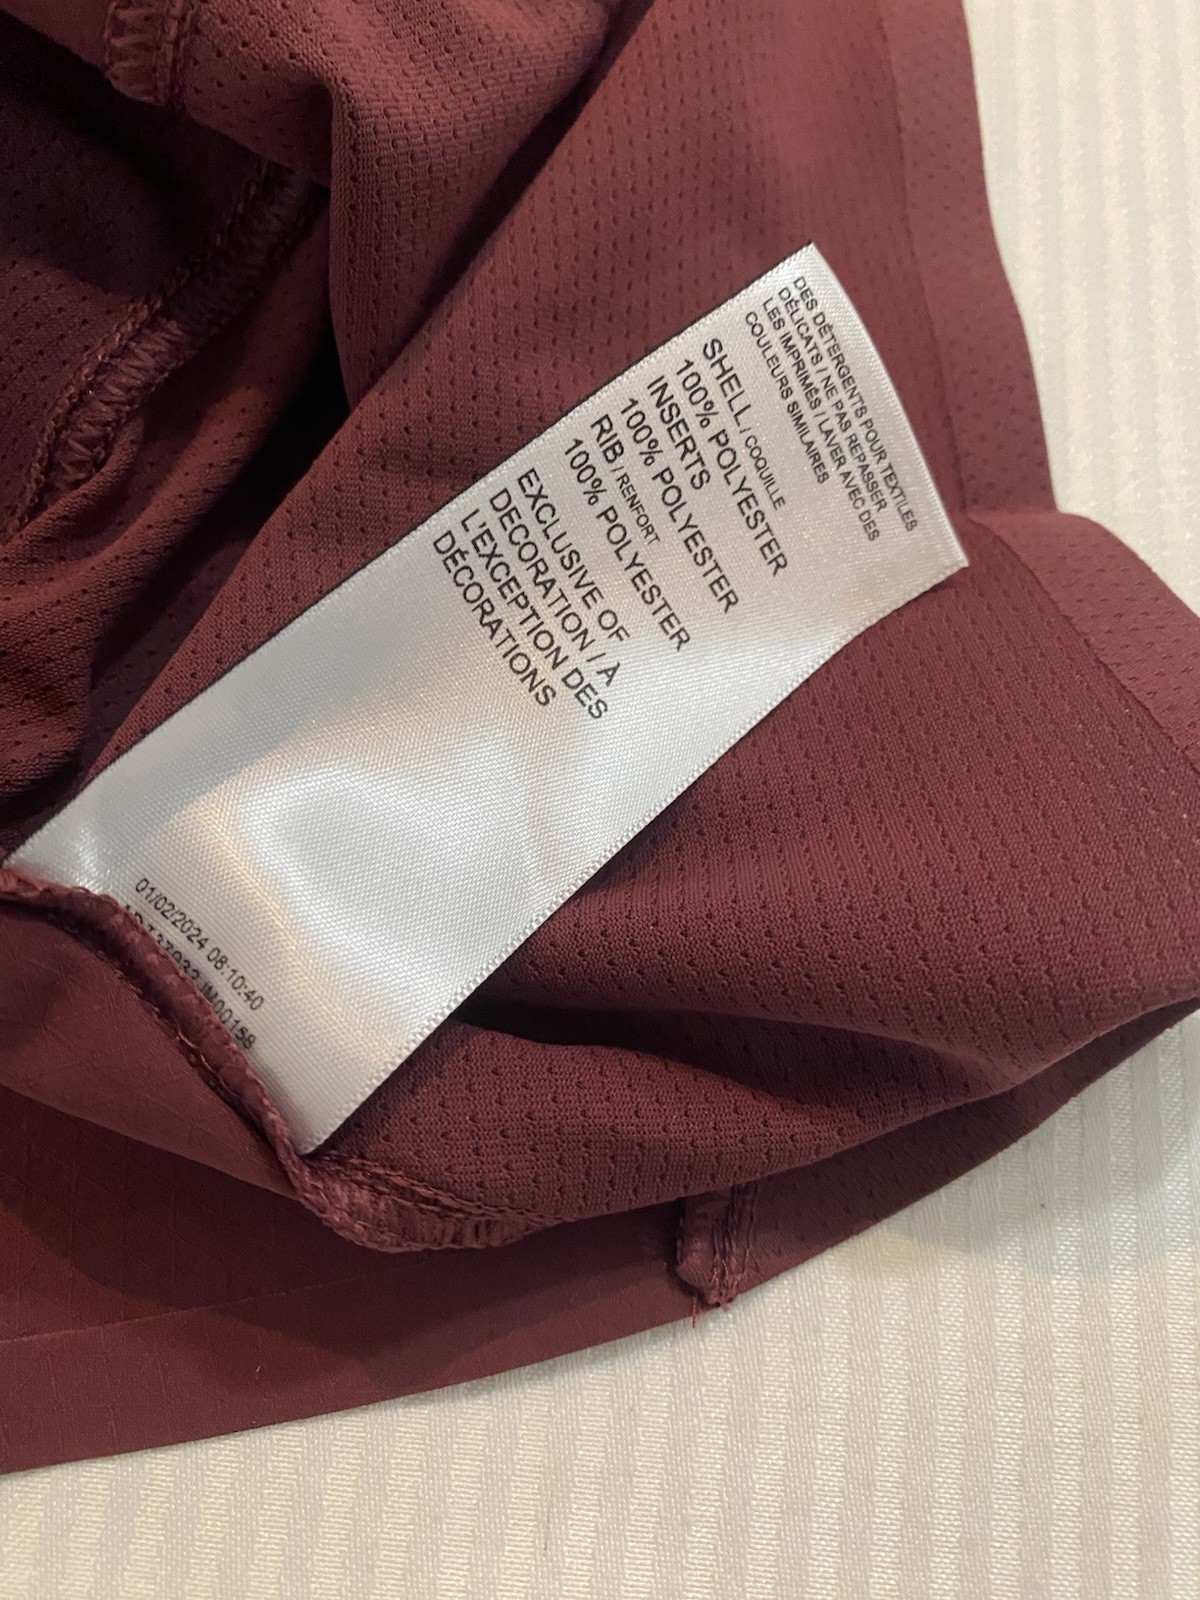 DES DÉTERGENTS POUR TEXTILES
DÉLICATS / NE PAS REPASSER
LES IMPRIMÉS / LAVER AVEC DES
COULEURS SIMILAIRES
SHELL / COQUILLE
100% POLYESTER
INSERTS
100% POLYESTER
RIB / RENFORT
100% POLYESTER
EXCLUSIVE OF
DECORATION / À
L'EXCEPTION DES
DÉCORATIONS
01/02/2024 08:10:40